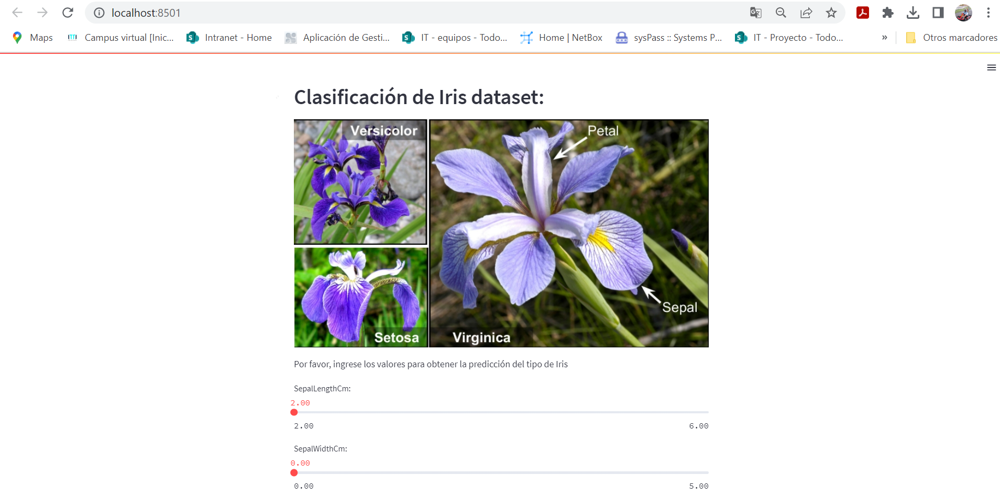 localhost:8501
Maps
Campus virtual [Inic...
Intranet - Home
Aplicación de Gesti...
IT - equipos - Todo...
Home | NetBox
sysPass :: Systems P...
IT - Proyecto - Todo...
»
Otros marcadores
Clasificación de Iris dataset:
Versicolor
Petal
Sepal
Setosa
Virginica
Por favor, ingrese los valores para obtener la predicción del tipo de Iris
SepalLengthCm:
2.00
2.00 6.00
SepalWidthCm:
0.00
0.00 5.00